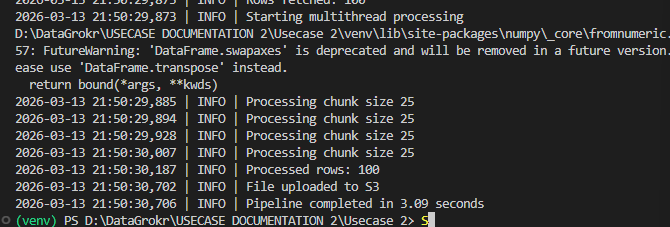 2026-03-13 21:50:29,873 | INFO | Rows fetched: 100
2026-03-13 21:50:29,873 | INFO | Starting multithread processing
D:\DataGrokr\USECASE DOCUMENTATION 2\Usecase 2\venv\lib\site-packages\numpy\_core\fromnumeric.
57: FutureWarning: 'DataFrame.swapaxes' is deprecated and will be removed in a future version.
ease use 'DataFrame.transpose' instead.
return bound(*args, **kwds)
2026-03-13 21:50:29,885 | INFO | Processing chunk size 25
2026-03-13 21:50:29,894 | INFO | Processing chunk size 25
2026-03-13 21:50:29,928 | INFO | Processing chunk size 25
2026-03-13 21:50:30,007 | INFO | Processing chunk size 25
2026-03-13 21:50:30,187 | INFO | Processed rows: 100
2026-03-13 21:50:30,702 | INFO | File uploaded to S3
2026-03-13 21:50:30,706 | INFO | Pipeline completed in 3.09 seconds
(venv) PS D:\DataGrokr\USECASE DOCUMENTATION 2\Usecase 2> S